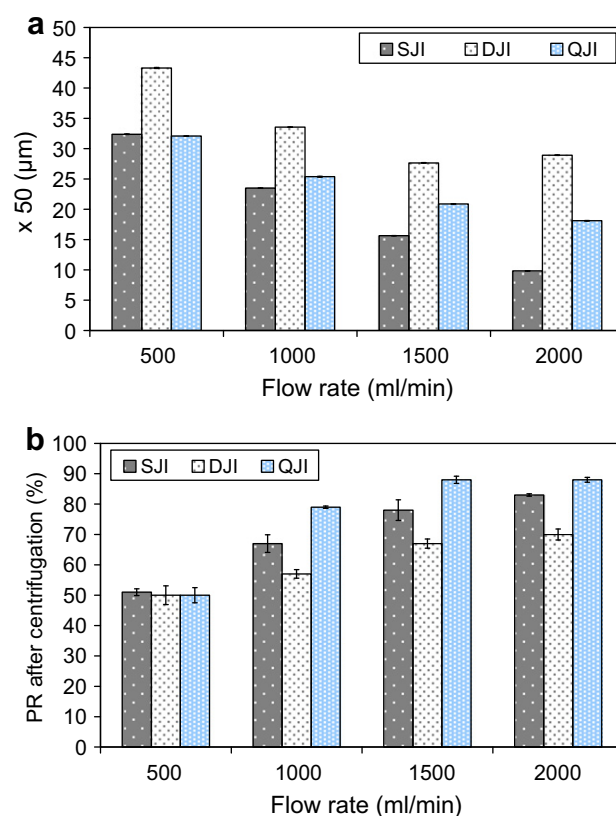 a
50
45
40
35
30
25
20
15
10
5
0
x 50 (µm)
SJI DJI QJI
500 1000 1500 2000
Flow rate (ml/min)
b
100
90
80
70
60
50
40
30
20
10
0
PR after centrifugation (%)
SJI DJI QJI
500 1000 1500 2000
Flow rate (ml/min)